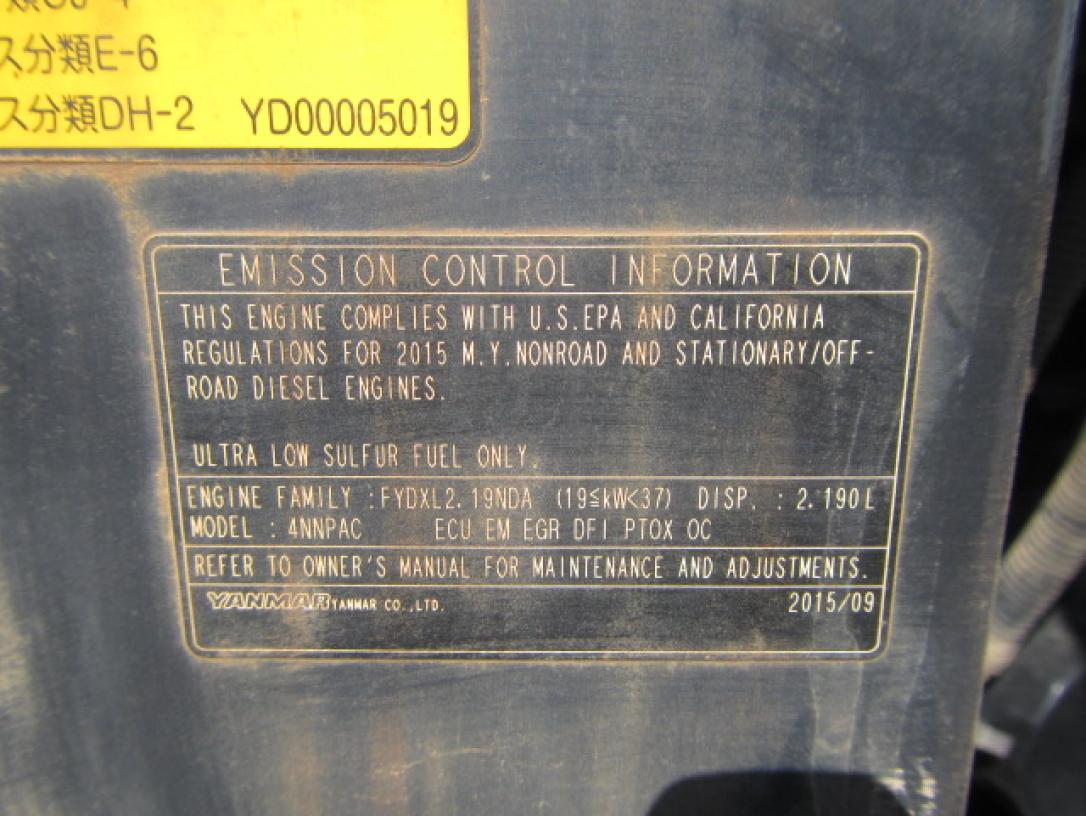 ス分類E-6
ス分類DH-2 YD00005019
EMISSION CONTROL INFORMATION
THIS ENGINE COMPLIES WITH U.S.EPA AND CALIFORNIA
REGULATIONS FOR 2015 M.Y.NONROAD AND STATIONARY/OFF-
ROAD DIESEL ENGINES.
ULTRA LOW SULFUR FUEL ONLY.
ENGINE FAMILY :FYDXL2.19NDA (19≦kW<37) DISP. : 2.190L
MODEL : 4NNPAC ECU EM EGR DFI PTOX OC
REFER TO OWNER'S MANUAL FOR MAINTENANCE AND ADJUSTMENTS.
YANMAR YANMAR CO.,LTD. 2015/09